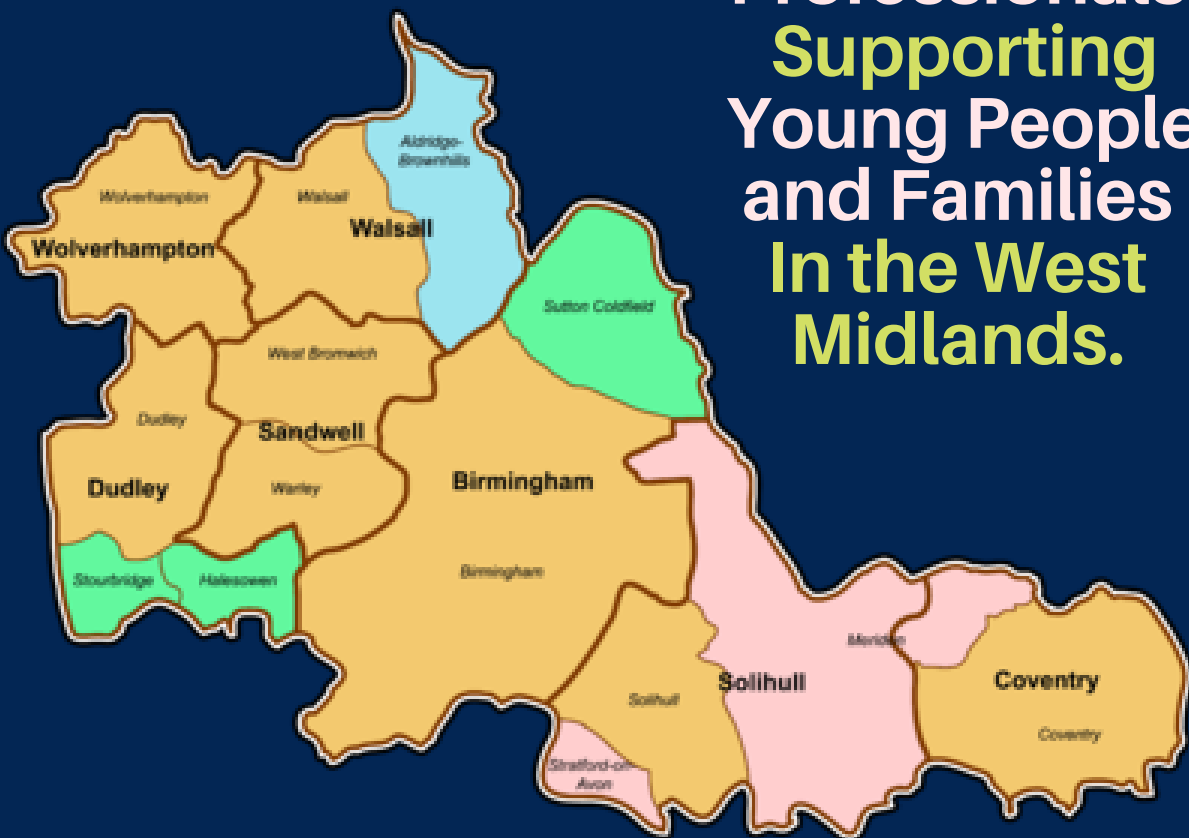 Supporting
Young People
and Families
In the West
Midlands.
Aldridge-
Brownhills
Wolverhampton
Wolverhampton
Walsall
Walsall
Sutton Coldfield
West Bromwich
Dudley
Sandwell
Dudley
Warley
Birmingham
Birmingham
Stourbridge
Halesowen
Meriden
Solihull
Solihull
Coventry
Coventry
Stratford-on-
Avon